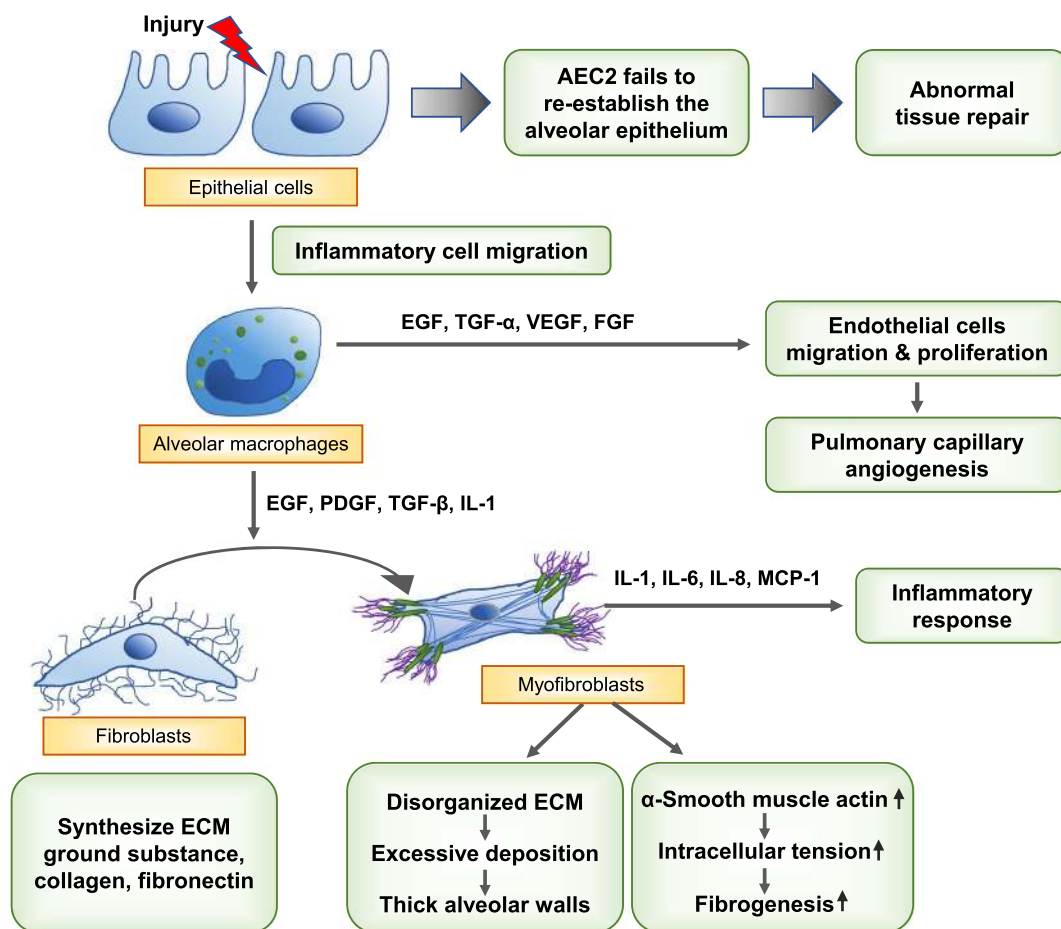 Injury
AEC2 fails to
re-establish the
alveolar epithelium
Abnormal
tissue repair
Epithelial cells
Inflammatory cell migration
EGF, TGF-α, VEGF, FGF
Endothelial cells
migration & proliferation
Alveolar macrophages
Pulmonary capillary
angiogenesis
EGF, PDGF, TGF-β, IL-1
IL-1, IL-6, IL-8, MCP-1
Inflammatory
response
Myofibroblasts
Fibroblasts
Synthesize ECM
ground substance,
collagen, fibronectin
Disorganized ECM
Excessive deposition
Thick alveolar walls
α-Smooth muscle actin
Intracellular tension
Fibrogenesis